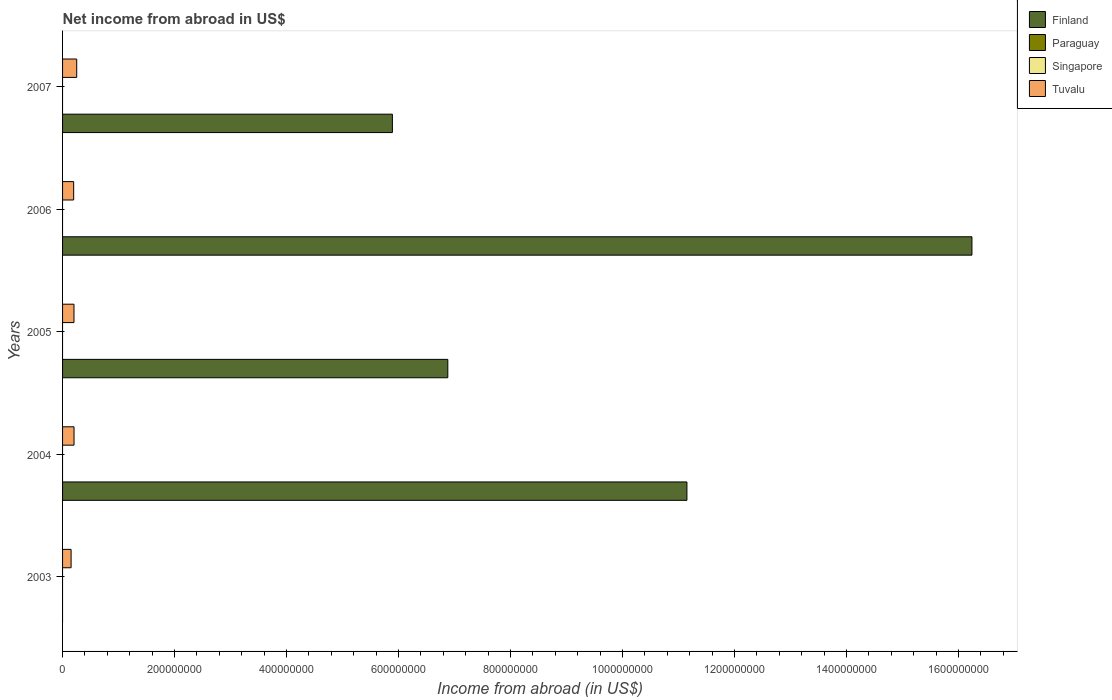 Net income from abroad in US$
Finland
Paraguay
Singapore
Tuvalu
2007
2006
2005
2004
2003
Years
0
200000000
400000000
600000000
800000000
1000000000
1200000000
1400000000
1600000000
Income from abroad (in US$)